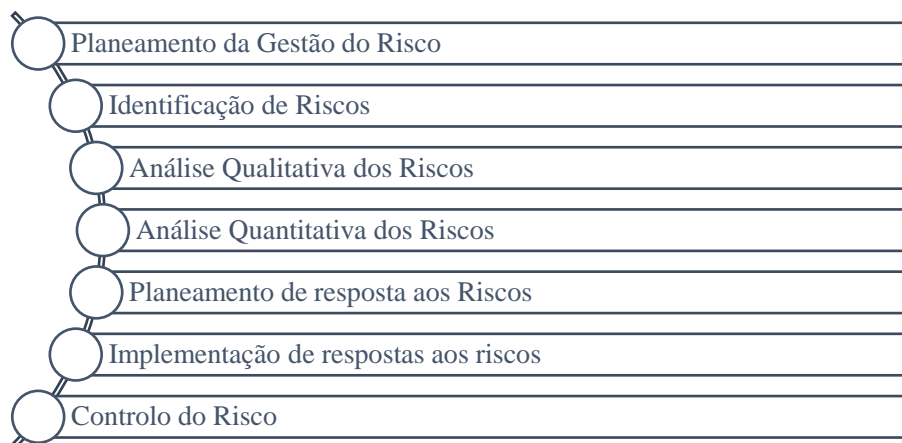 Planeamento da Gestão do Risco
Identificação de Riscos
Análise Qualitativa dos Riscos
Análise Quantitativa dos Riscos
Planeamento de resposta aos Riscos
Implementação de respostas aos riscos
Controlo do Risco